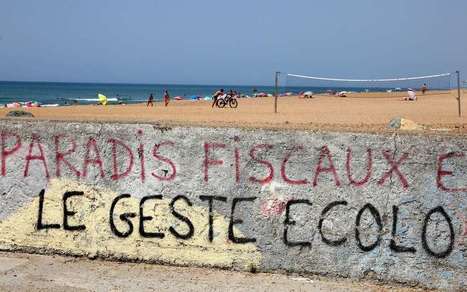 PARADIS FISCAUX E
LE GESTE ECOLO